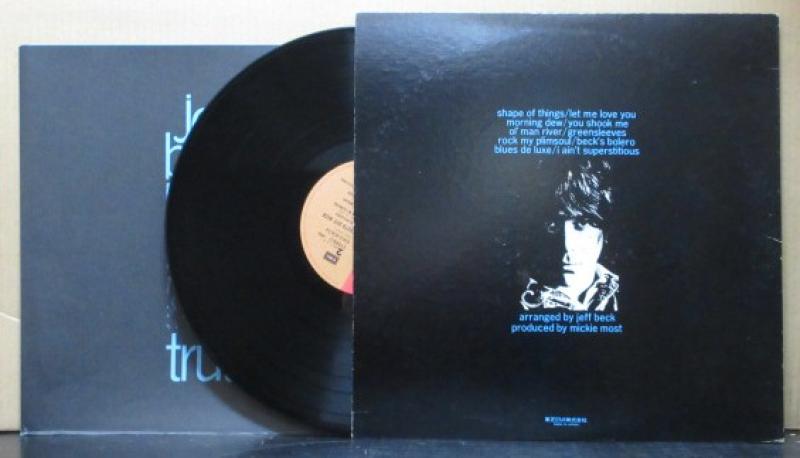 shape of things/let me love you
morning dew/you shook me
ol' man river/greensleeves
rock my plimsoul/beck's bolero
blues de luxe/i ain't superstitious
arranged by jeff beck
produced by mickie most
je
tru
2